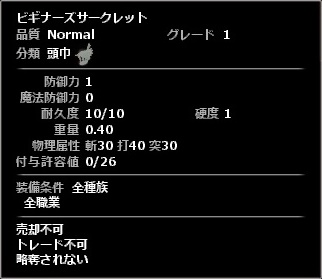 ビギナーズサークレット
品質 Normal グレード 1
分類 頭巾
防御力 1
魔法防御力 0
耐久度 10/10 硬度 1
重量 0.40
物理属性 斬30 打40 突30
付与許容値 0/26
装備条件 全種族
全職業
売却不可
トレード不可
略奪されない